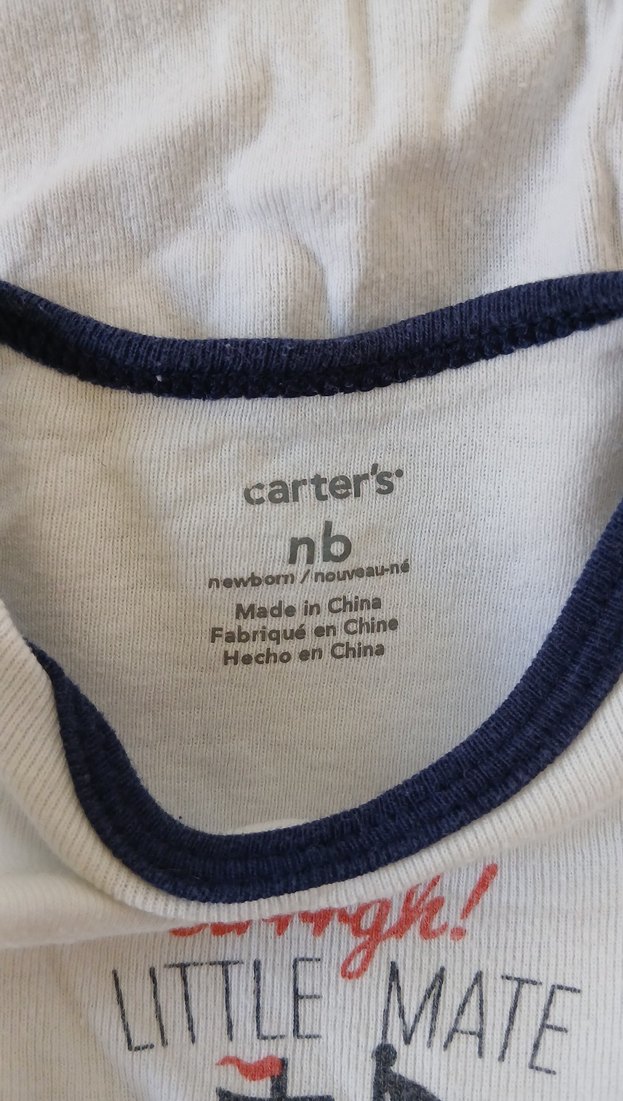 carter's
nb
newborn / nouveau-né
Made in China
Fabriqué en Chine
Hecho en China
LITTLE MATE